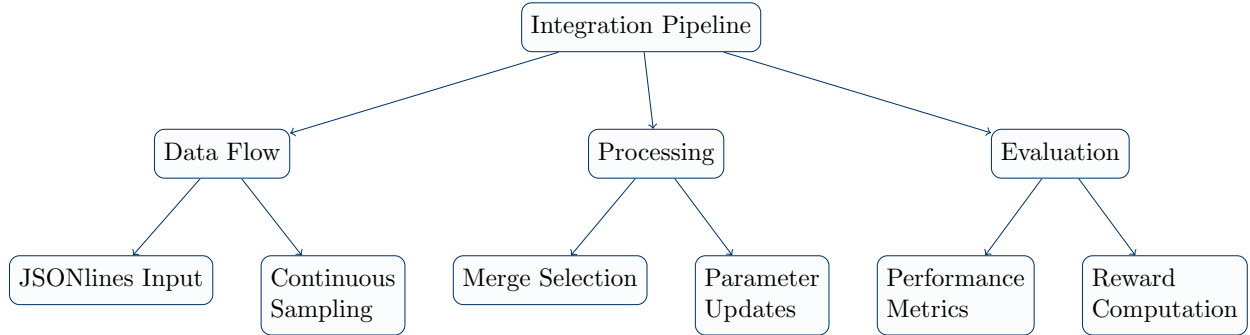 Integration Pipeline
Data Flow
Processing
Evaluation
JSONlines Input
Continuous
Sampling
Merge Selection
Parameter
Updates
Performance
Metrics
Reward
Computation